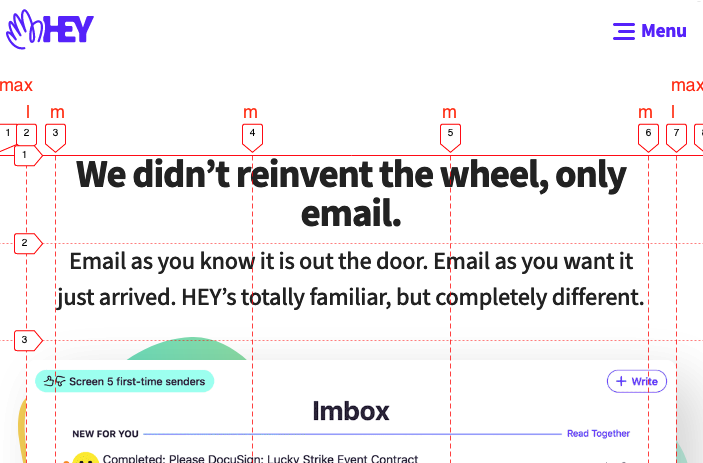 HEY
Menu
max max
l m m m m l
1 2 3 4 5 6 7
1
We didn’t reinvent the wheel, only
email.
2
Email as you know it is out the door. Email as you want it
just arrived. HEY’s totally familiar, but completely different.
3
Screen 5 first-time senders
Write
Imbox
NEW FOR YOU
Read Together
Completed: Please DocuSign: Lucky Strike Event Contract